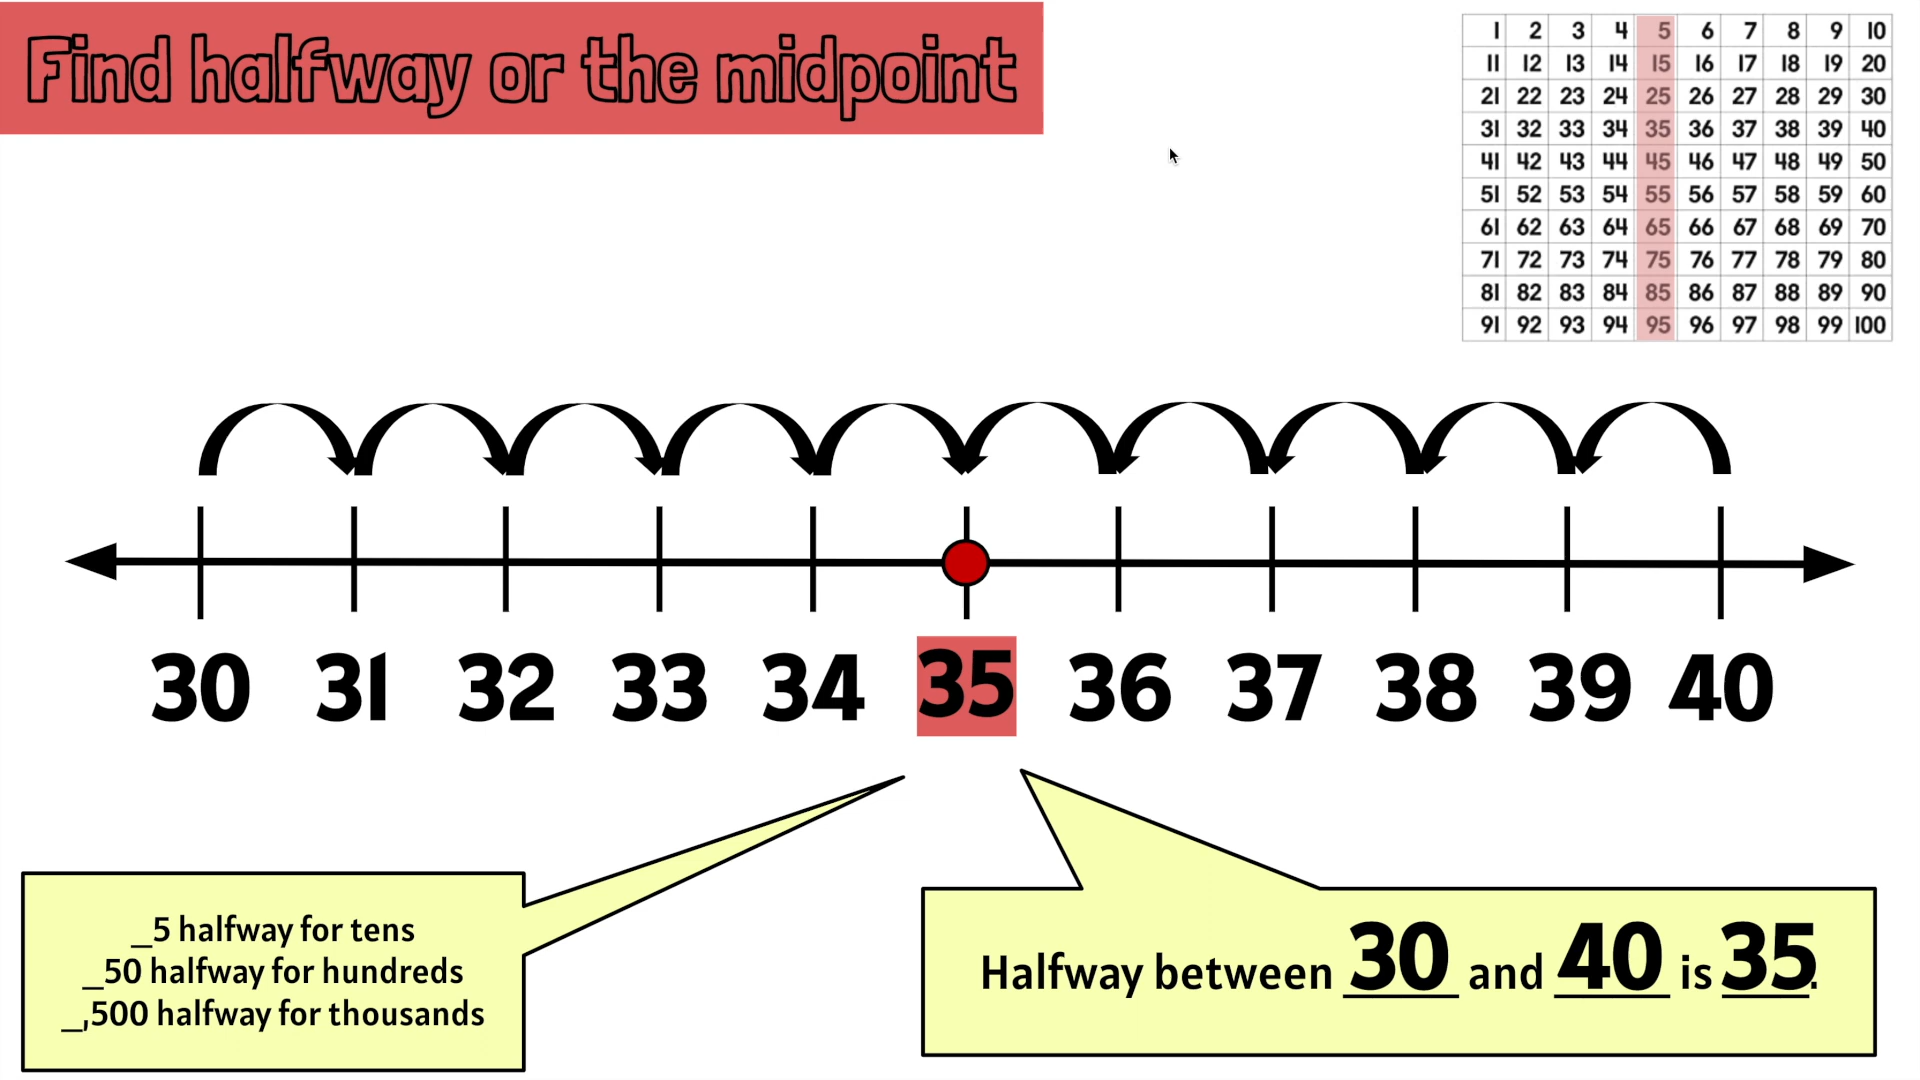 Find halfway or the midpoint
1 2 3 4 5 6 7 8 9 10
11 12 13 14 15 16 17 18 19 20
21 22 23 24 25 26 27 28 29 30
31 32 33 34 35 36 37 38 39 40
41 42 43 44 45 46 47 48 49 50
51 52 53 54 55 56 57 58 59 60
61 62 63 64 65 66 67 68 69 70
71 72 73 74 75 76 77 78 79 80
81 82 83 84 85 86 87 88 89 90
91 92 93 94 95 96 97 98 99 100
30 31 32 33 34 35 36 37 38 39 40
_5 halfway for tens
_50 halfway for hundreds
_,500 halfway for thousands
Halfway between 30 and 40 is 35.